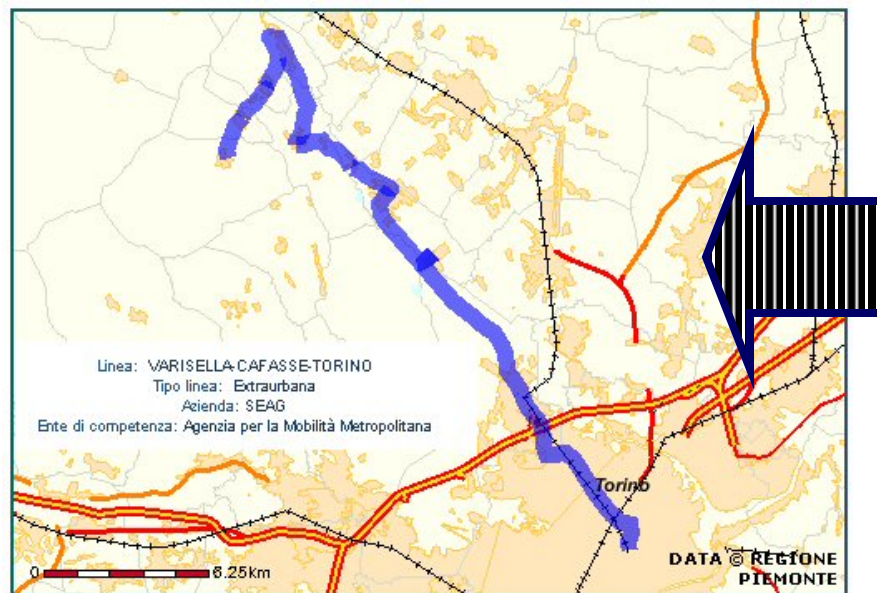 Linea: VARISELLA-CAFASSE-TORINO
Tipo linea: Extraurbana
Azienda: SEAG
Ente di competenza: Agenzia per la Mobilità Metropolitana
Torino
DATA © REGIONE
PIEMONTE
0 6.25km